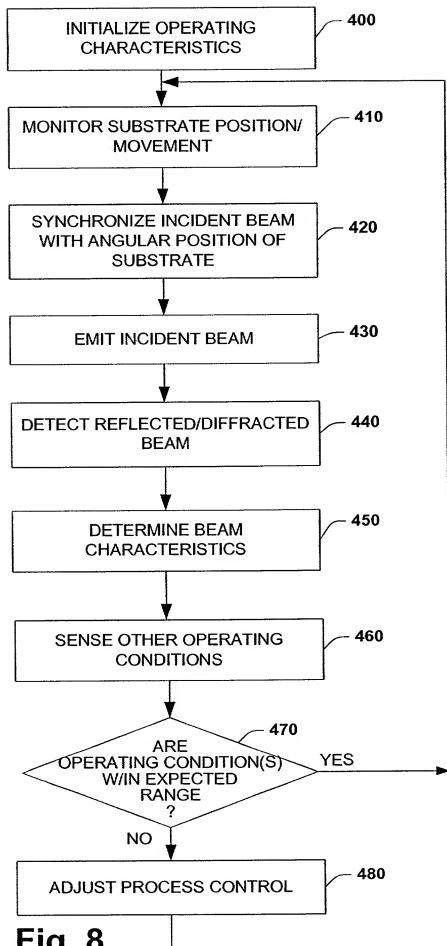 INITIALIZE OPERATING
CHARACTERISTICS
400
MONITOR SUBSTRATE POSITION/
MOVEMENT
410
SYNCHRONIZE INCIDENT BEAM
WITH ANGULAR POSITION OF
SUBSTRATE
420
EMIT INCIDENT BEAM
430
DETECT REFLECTED/DIFFRACTED
BEAM
440
DETERMINE BEAM
CHARACTERISTICS
450
SENSE OTHER OPERATING
CONDITIONS
460
470
ARE
OPERATING CONDITION(S)
W/IN EXPECTED
RANGE
?
YES
NO
ADJUST PROCESS CONTROL
480
Fig. 8